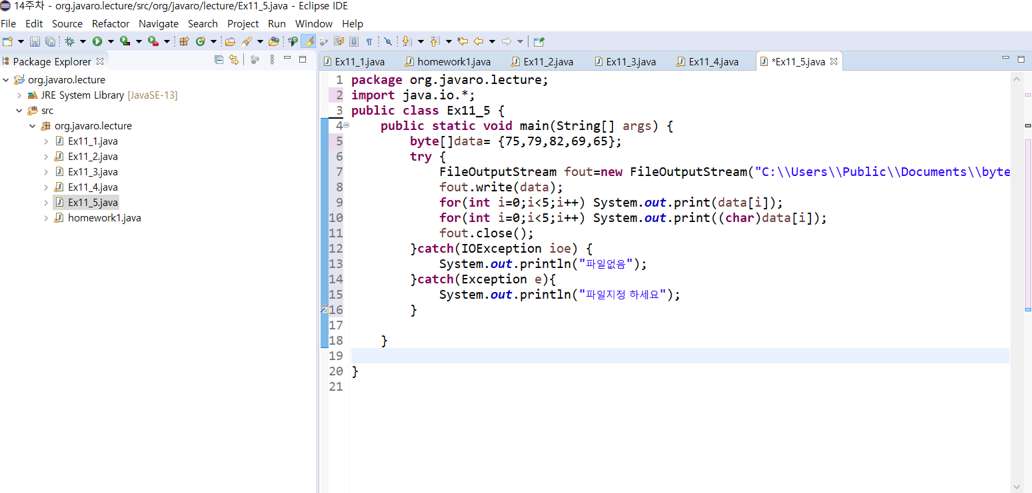 14주차 - org.javaro.lecture/src/org/javaro/lecture/Ex11_5.java - Eclipse IDE
File Edit Source Refactor Navigate Search Project Run Window Help
Package Explorer
Ex11_1.java homework1.java Ex11_2.java Ex11_3.java Ex11_4.java *Ex11_5.java
org.javaro.lecture
JRE System Library [JavaSE-13]
src
org.javaro.lecture
Ex11_1.java
Ex11_2.java
Ex11_3.java
Ex11_4.java
Ex11_5.java
homework1.java
1 package org.javaro.lecture;
2 import java.io.*;
3 public class Ex11_5 {
4 public static void main(String[] args) {
5 byte[]data= {75,79,82,69,65};
6 try {
7 FileOutputStream fout=new FileOutputStream("C:\\Users\\Public\\Documents\\byte
8 fout.write(data);
9 for(int i=0;i<5;i++) System.out.print(data[i]);
10 for(int i=0;i<5;i++) System.out.print((char)data[i]);
11 fout.close();
12 }catch(IOException ioe) {
13 System.out.println("파일없음");
14 }catch(Exception e){
15 System.out.println("파일지정 하세요");
16 }
17
18 }
19
20 }
21